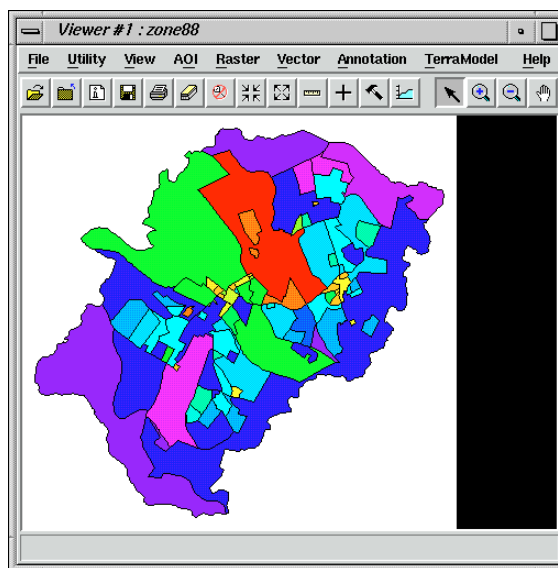 Viewer #1 : zone88
File Utility View AOI Raster Vector Annotation TerraModel Help